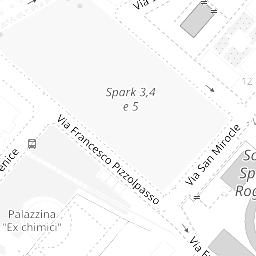 Via
Spark 3,4
e 5
12
Via Francesco Pizzolpasso
Via San Mirocle
enice
Sc
Sp
Rog
Palazzina
"Ex chimici"
Via F